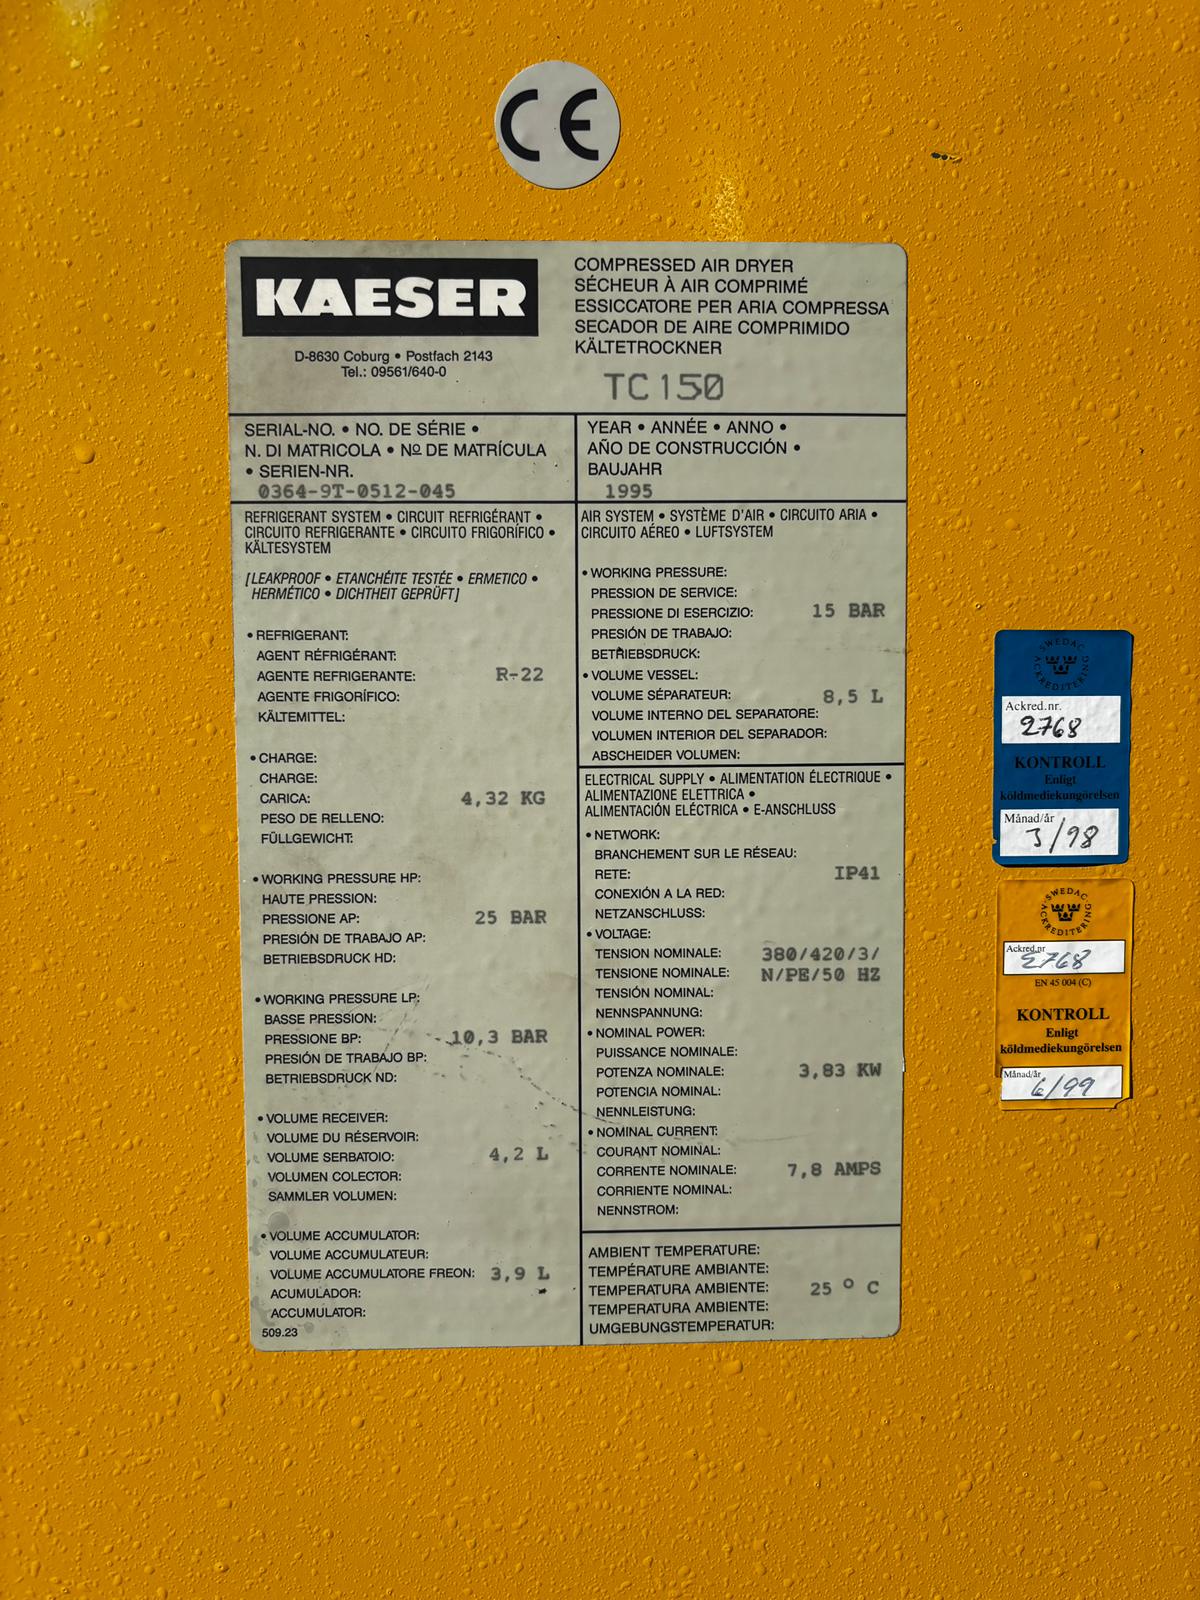 CE
KAESER
D-8630 Coburg • Postfach 2143
Tel.: 09561/640-0
COMPRESSED AIR DRYER
SÉCHEUR À AIR COMPRIMÉ
ESSICCATORE PER ARIA COMPRESSA
SECADOR DE AIRE COMPRIMIDO
KÄLTETROCKNER
TC 150
SERIAL-NO. • NO. DE SÉRIE •
N. DI MATRICOLA • Nº DE MATRÍCULA
• SERIEN-NR.
0364-9T-0512-045
YEAR • ANNÉE • ANNO •
AÑO DE CONSTRUCCIÓN •
BAUJAHR
1995
REFRIGERANT SYSTEM • CIRCUIT REFRIGÉRANT •
CIRCUITO REFRIGERANTE • CIRCUITO FRIGORÍFICO •
KÄLTESYSTEM
[LEAKPROOF • ETANCHÉITE TESTÉE • ERMETICO •
HERMÉTICO • DICHTHEIT GEPRÜFT]
• REFRIGERANT:
AGENT RÉFRIGÉRANT:
AGENTE REFRIGERANTE: R-22
AGENTE FRIGORÍFICO:
KÄLTEMITTEL:
• CHARGE:
CHARGE:
CARICA: 4,32 KG
PESO DE RELLENO:
FÜLLGEWICHT:
• WORKING PRESSURE HP:
HAUTE PRESSION:
PRESSIONE AP: 25 BAR
PRESIÓN DE TRABAJO AP:
BETRIEBSDRUCK HD:
• WORKING PRESSURE LP:
BASSE PRESSION:
PRESSIONE BP: 10,3 BAR
PRESIÓN DE TRABAJO BP:
BETRIEBSDRUCK ND:
• VOLUME RECEIVER:
VOLUME DU RÉSERVOIR:
VOLUME SERBATOIO: 4,2 L
VOLUMEN COLECTOR:
SAMMLER VOLUMEN:
• VOLUME ACCUMULATOR:
VOLUME ACCUMULATEUR:
VOLUME ACCUMULATORE FREON: 3,9 L
ACUMULADOR:
ACCUMULATOR:
509.23
AIR SYSTEM • SYSTÈME D'AIR • CIRCUITO ARIA •
CIRCUITO AÉREO • LUFTSYSTEM
• WORKING PRESSURE:
PRESSION DE SERVICE:
PRESSIONE DI ESERCIZIO: 15 BAR
PRESIÓN DE TRABAJO:
BETRIEBSDRUCK:
• VOLUME VESSEL:
VOLUME SÉPARATEUR: 8,5 L
VOLUME INTERNO DEL SEPARATORE:
VOLUMEN INTERIOR DEL SEPARADOR:
ABSCHEIDER VOLUMEN:
ELECTRICAL SUPPLY • ALIMENTATION ÉLECTRIQUE •
ALIMENTAZIONE ELETTRICA •
ALIMENTACIÓN ELÉCTRICA • E-ANSCHLUSS
• NETWORK:
BRANCHEMENT SUR LE RÉSEAU:
RETE: IP41
CONEXIÓN A LA RED:
NETZANSCHLUSS:
• VOLTAGE:
TENSION NOMINALE: 380/420/3/
TENSIONE NOMINALE: N/PE/50 HZ
TENSIÓN NOMINAL:
NENNSPANNUNG:
• NOMINAL POWER:
PUISSANCE NOMINALE:
POTENZA NOMINALE: 3,83 KW
POTENCIA NOMINAL:
NENNLEISTUNG:
• NOMINAL CURRENT:
COURANT NOMINAL:
CORRENTE NOMINALE: 7,8 AMPS
CORRIENTE NOMINAL:
NENNSTROM:
AMBIENT TEMPERATURE:
TEMPÉRATURE AMBIANTE:
TEMPERATURA AMBIENTE: 25 ° C
TEMPERATURA AMBIENTE:
UMGEBUNGSTEMPERATUR:
SWEDAC
ACKREDITERING
Ackred.nr.
2768
KONTROLL
Enligt
köldmediekungörelsen
Månad/år
3/98
SWEDAC
ACKREDITERING
Ackred.nr
2768
EN 45 004 (C)
KONTROLL
Enligt
köldmediekungörelsen
Månad/år
6/99